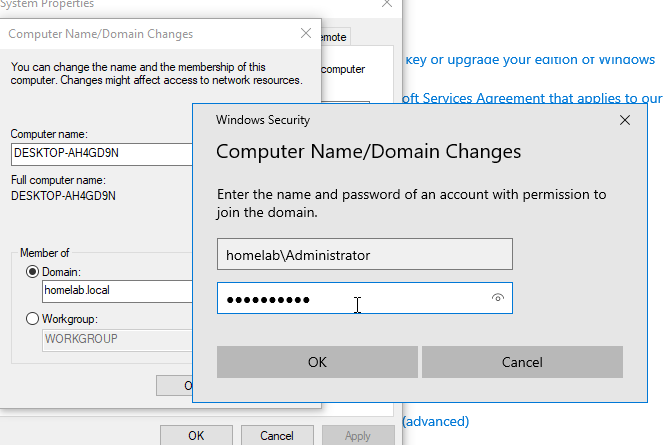 System Properties
Computer Name/Domain Changes
You can change the name and the membership of this
computer. Changes might affect access to network resources.
Computer name:
DESKTOP-AH4GD9N
Full computer name:
DESKTOP-AH4GD9N
Member of
Domain:
homelab.local
Workgroup:
WORKGROUP
O
emote
computer
key or upgrade your edition of Windows
oft Services Agreement that applies to our
Windows Security
Computer Name/Domain Changes
Enter the name and password of an account with permission to
join the domain.
homelab\Administrator
●●●●●●●●●●
OK Cancel
(advanced)
OK Cancel Apply